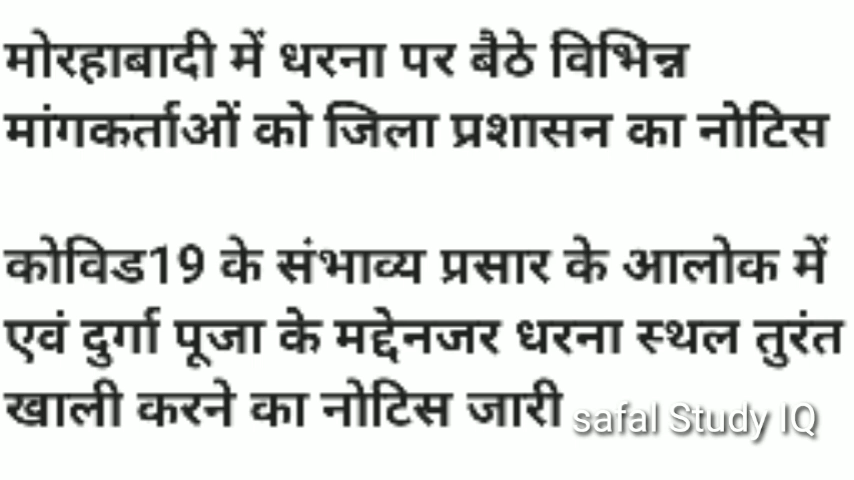 मोरहाबादी में धरना पर बैठे विभिन्न
मांगकर्ताओं को जिला प्रशासन का नोटिस
कोविड19 के संभाव्य प्रसार के आलोक में
एवं दुर्गा पूजा के मद्देनजर धरना स्थल तुरंत
खाली करने का नोटिस जारी
safal Study IQ